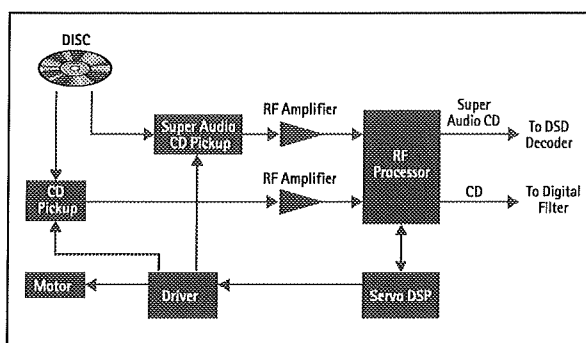 DISC
RF Amplifier
Super Audio
CD Pickup
RF
Processor
Super
Audio CD
To DSD
Decoder
RF Amplifier
CD
Pickup
CD
To Digital
Filter
Motor
Driver
Servo DSP